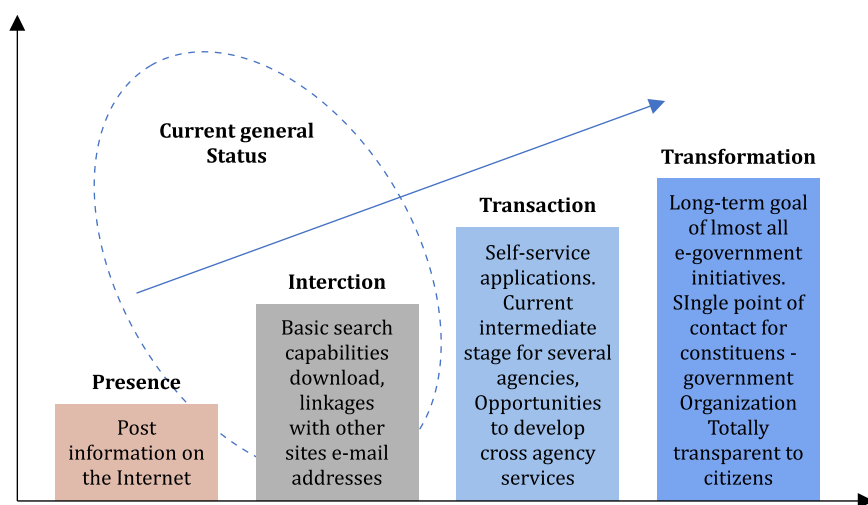 Current general
Status
Presence
Post
information on
the Internet
Interction
Basic search
capabilities
download,
linkages
with other
sites e-mail
addresses
Transaction
Self-service
applications.
Current
intermediate
stage for several
agencies,
Opportunities
to develop
cross agency
services
Transformation
Long-term goal
of lmost all
e-government
initiatives.
SIngle point of
contact for
constituens -
government
Organization
Totally
transparent to
citizens